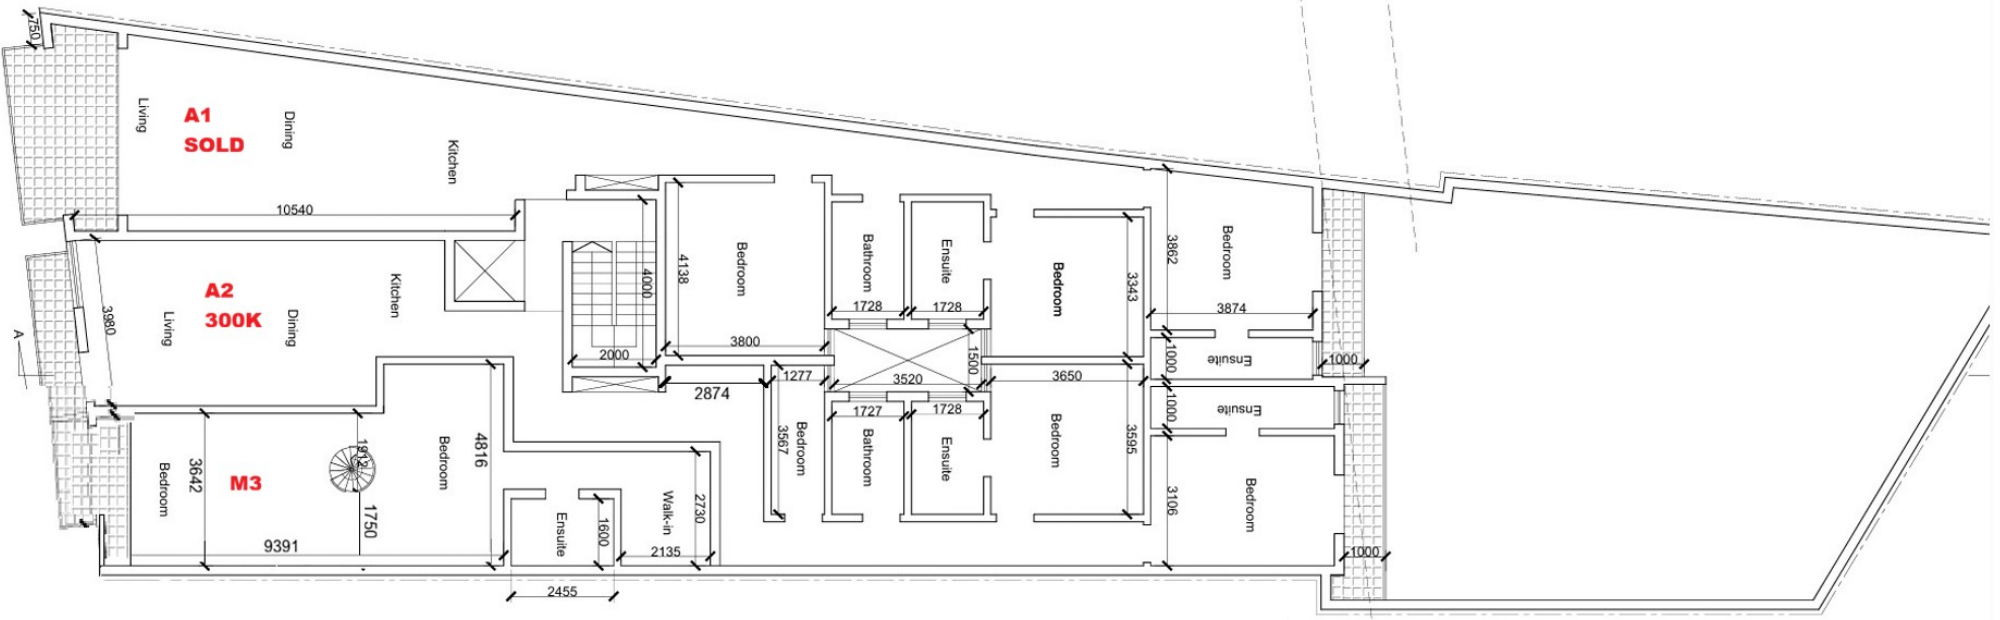 750
Living
A1
SOLD
Dining
Kitchen
10540
A2
300K
Living
Dining
Kitchen
3980
A
4000
2000
4138
Bedroom
3800
Bathroom
1728
Ensuite
1728
Bedroom
3343
3862
Bedroom
3874
Ensuite
1000
1000
3520
1500
2874
1277
3567
Bedroom
1727
Bathroom
1728
Ensuite
3650
Bedroom
3595
Ensuite
1000
3106
Bedroom
1000
Bedroom
3642
M3
1912
1750
Bedroom
4816
9391
Ensuite
1600
2455
Walk-in
2730
2135